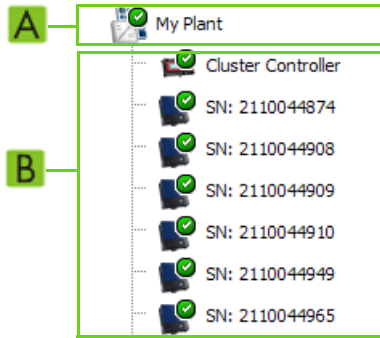 A My Plant
Cluster Controller
SN: 2110044874
SN: 2110044908
B SN: 2110044909
SN: 2110044910
SN: 2110044949
SN: 2110044965